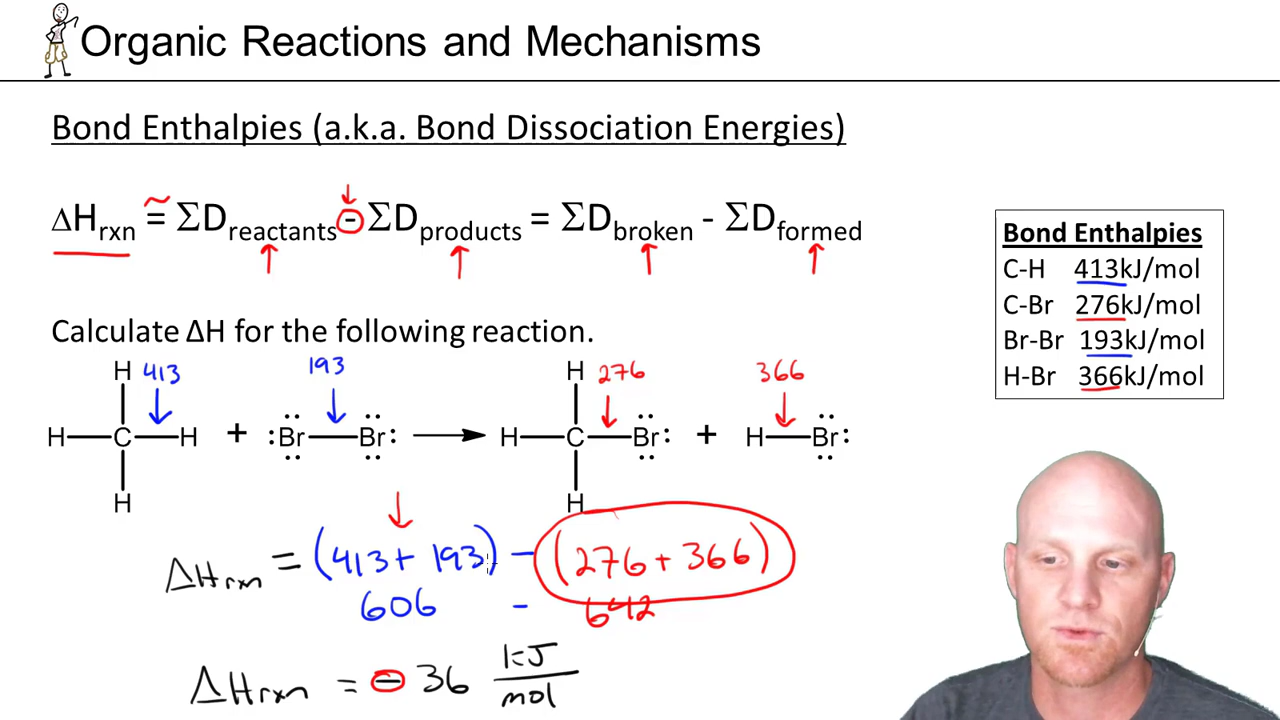 Organic Reactions and Mechanisms
Bond Enthalpies (a.k.a. Bond Dissociation Energies)
∆Hrxn ≃ ΣDreactants - ΣDproducts = ΣDbroken - ΣDformed
Bond Enthalpies
C-H 413kJ/mol
C-Br 276kJ/mol
Br-Br 193kJ/mol
H-Br 366kJ/mol
Calculate ΔH for the following reaction.
H 413 193 H 276 366
H C H + :Br Br: H C Br: + H Br:
H H
ΔHrxn = (413 + 193) - (276 + 366)
606 - 642
ΔHrxn = - 36 kJ/mol